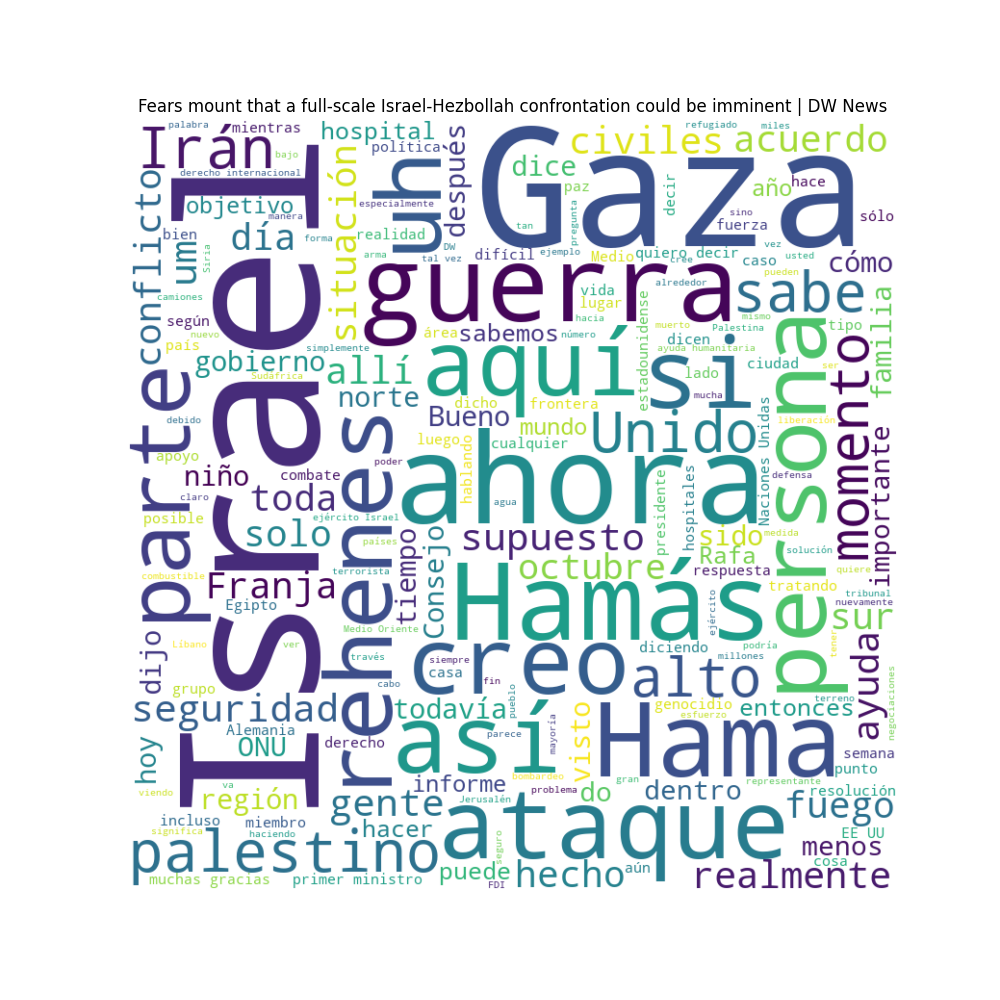 Fears mount that a full-scale Israel-Hezbollah confrontation could be imminent | DW News
palabra
mientras
hospital
refugiado
miles
Irán
bajo
política
después
Gaza
civiles
acuerdo
derecho internacional
uh
dice
paz
decir
año
hace
objetivo
especialmente
manera
sino
fuerza
sólo
conflicto
bien
Siria
día
forma
situación
realidad
DW
tal vez
difícil
tan
ejemplo
pregunta
Medio
quiero decir
cree
caso
vez
usted
cómo
um
arma
guerra
vida
lugar
hacia
alrededor
pueden
sabe
camiones
según
nuevo
país
área
sabemos
número
estadounidense
muerto
Palestina
mismo
tipo
familia
simplemente
gobierno
Sudáfrica
allí
aquí
dicen
ayuda humanitaria
si
lado
ciudad
ser
Israel
parte
norte
dicho
frontera
mucha
persona
momento
debido
Bueno
mundo
Unido
Naciones Unidas
liberación
apoyo
rehenes
luego
cualquier
hablando
importante
niño
combate
poder
ahora
presidente
hospitales
defensa
claro
toda
agua
posible
ejército Israel
solo
países
supuesto
sido
medida
solución
combustible
terrorista
tiempo
Consejo
octubre
Rafa
respuesta
tratando
quiere
tribunal
Franja
Egipto
Hamás
ejército
nuevamente
sur
dijo
Líbano
Medio Oriente
ver
diciendo
podría
tener
través
siempre
creo
casa
millones
alto
ayuda
grupo
cabo
fin
pueblo
terreno
negociaciones
seguridad
todavía
genocidio
esfuerzo
entonces
hoy
Alemania
ONU
derecho
así
parece
mayoría
visto
Hama
semana
va
viendo
región
informe
bombardeo
problema
gran
representante
punto
gente
Jerusalén
do
dentro
resolución
fuego
incluso
miembro
significa
haciendo
hacer
ataque
EE UU
palestino
seguro
menos
cosa
muchas gracias
primer ministro
puede
FDI
hecho
aún
realmente